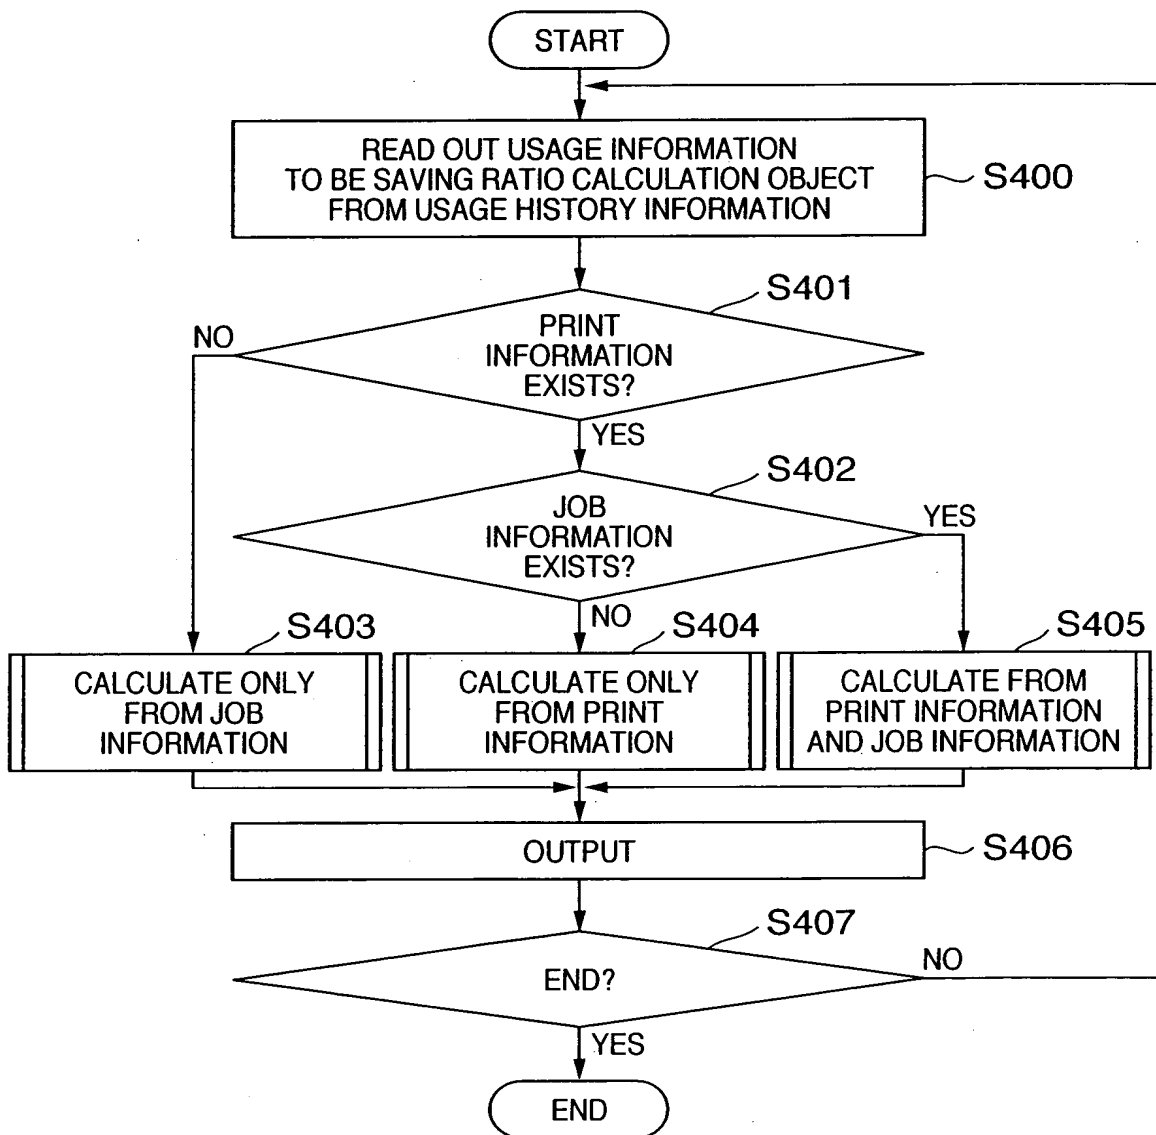 START
READ OUT USAGE INFORMATION
TO BE SAVING RATIO CALCULATION OBJECT
FROM USAGE HISTORY INFORMATION
S400
S401
NO
PRINT
INFORMATION
EXISTS?
YES
S402
JOB
INFORMATION
EXISTS?
YES
NO
S403
CALCULATE ONLY
FROM JOB
INFORMATION
S404
CALCULATE ONLY
FROM PRINT
INFORMATION
S405
CALCULATE FROM
PRINT INFORMATION
AND JOB INFORMATION
OUTPUT
S406
S407
END?
NO
YES
END